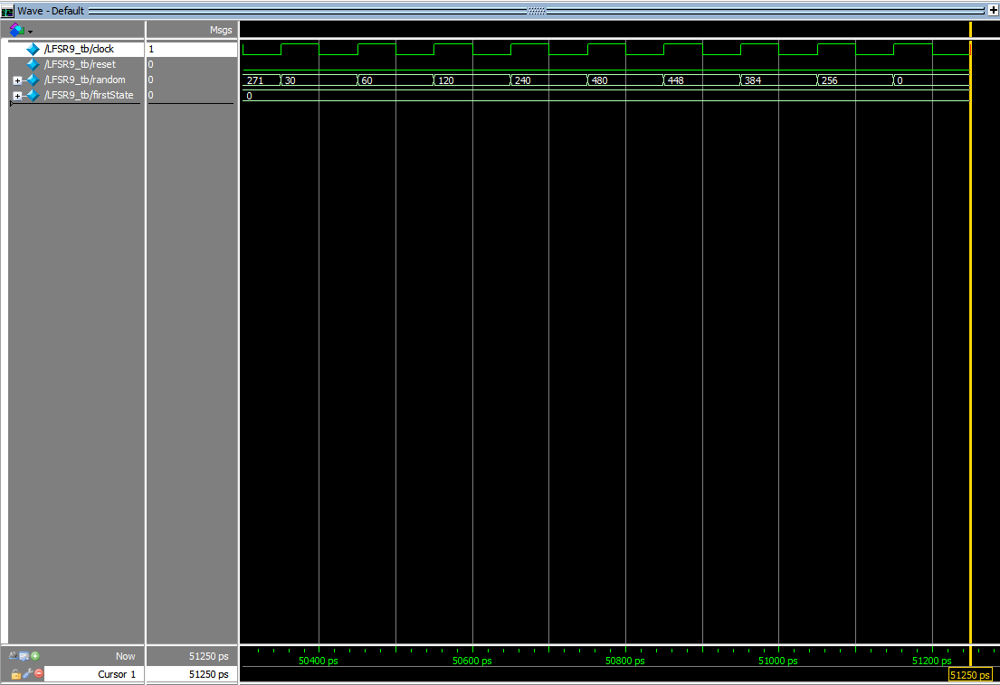 Wave - Default
Msgs
/LFSR9_tb/clock 1
/LFSR9_tb/reset 0
/LFSR9_tb/random 0 271 30 60 120 240 480 448 384 256 0
/LFSR9_tb/firstState 0 0
Now 51250 ps 50400 ps 50600 ps 50800 ps 51000 ps 51200 ps
Cursor 1 51250 ps 51250 ps